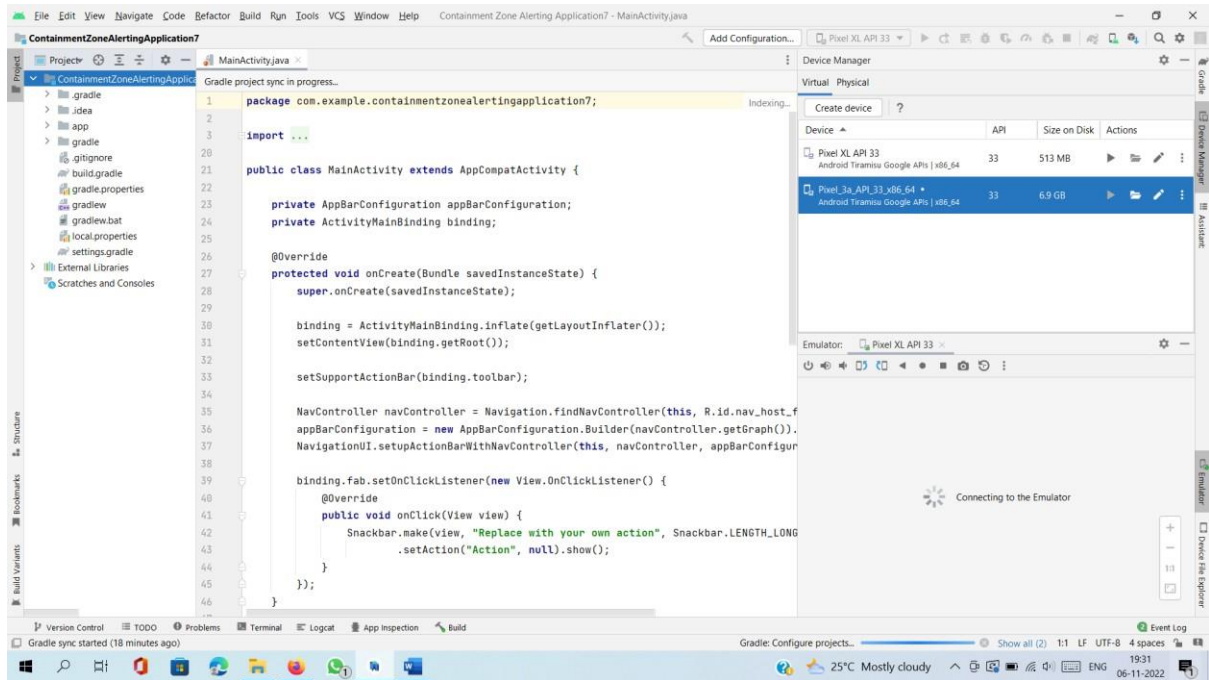 File Edit View Navigate Code Refactor Build Run Tools VCS Window Help Containment Zone Alerting Application7 - MainActivity.java
ContainmentZoneAlertingApplication7
Add Configuration...
Pixel XL API 33
Project
MainActivity.java
ContainmentZoneAlertingApplica
.gradle
.idea
app
gradle
.gitignore
build.gradle
gradle.properties
gradlew
gradlew.bat
local.properties
settings.gradle
External Libraries
Scratches and Consoles
Gradle project sync in progress...
Indexing...
1 package com.example.containmentzonealertingapplication7;
2
3 import ...
20
21 public class MainActivity extends AppCompatActivity {
22
23 private AppBarConfiguration appBarConfiguration;
24 private ActivityMainBinding binding;
25
26 @Override
27 protected void onCreate(Bundle savedInstanceState) {
28 super.onCreate(savedInstanceState);
29
30 binding = ActivityMainBinding.inflate(getLayoutInflater());
31 setContentView(binding.getRoot());
32
33 setSupportActionBar(binding.toolbar);
34
35 NavController navController = Navigation.findNavController(this, R.id.nav_host_f
36 appBarConfiguration = new AppBarConfiguration.Builder(navController.getGraph()).
37 NavigationUI.setupActionBarWithNavController(this, navController, appBarConfigur
38
39 binding.fab.setOnClickListener(new View.OnClickListener() {
40 @Override
41 public void onClick(View view) {
42 Snackbar.make(view, "Replace with your own action", Snackbar.LENGTH_LONG
43 .setAction("Action", null).show();
44 }
45 });
46 }
Device Manager
Virtual Physical
Create device ?
Device API Size on Disk Actions
Pixel XL API 33 33 513 MB
Android Tiramisu Google APIs | x86_64
Pixel_3a_API_33_x86_64 33 6.9 GB
Android Tiramisu Google APIs | x86_64
Emulator: Pixel XL API 33
Connecting to the Emulator
1:1
Project
Structure
Bookmarks
Build Variants
Gradle
Device Manager
Assistant
Emulator
Device File Explorer
Version Control TODO Problems Terminal Logcat App Inspection Build Event Log
Gradle sync started (18 minutes ago) Gradle: Configure projects... Show all (2) 1:1 LF UTF-8 4 spaces
25°C Mostly cloudy ENG 19:31
06-11-2022